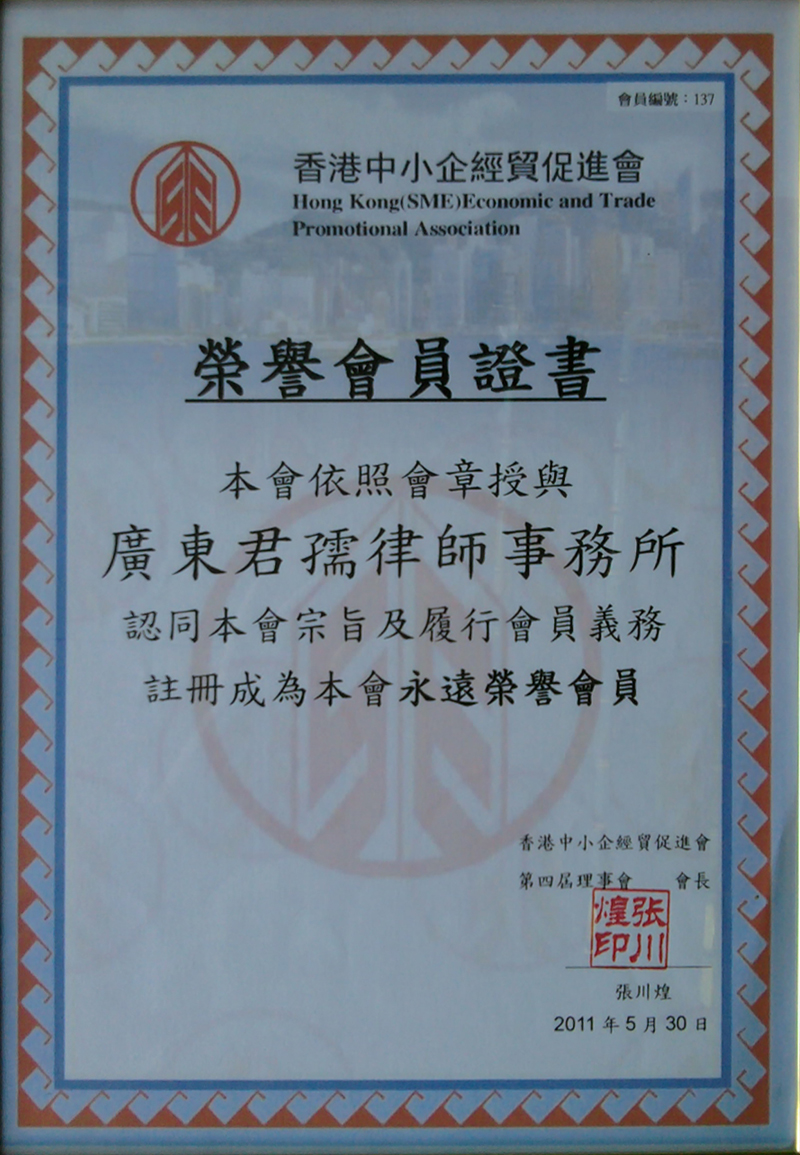 會員編號：137
香港中小企經貿促進會
Hong Kong(SME)Economic and Trade
Promotional Association
榮譽會員證書
本會依照會章授與
廣東君孺律師事務所
認同本會宗旨及履行會員義務
註冊成為本會永遠榮譽會員
香港中小企經貿促進會
第四屆理事會 會長
張川煌印
張川煌
2011 年 5 月 30 日